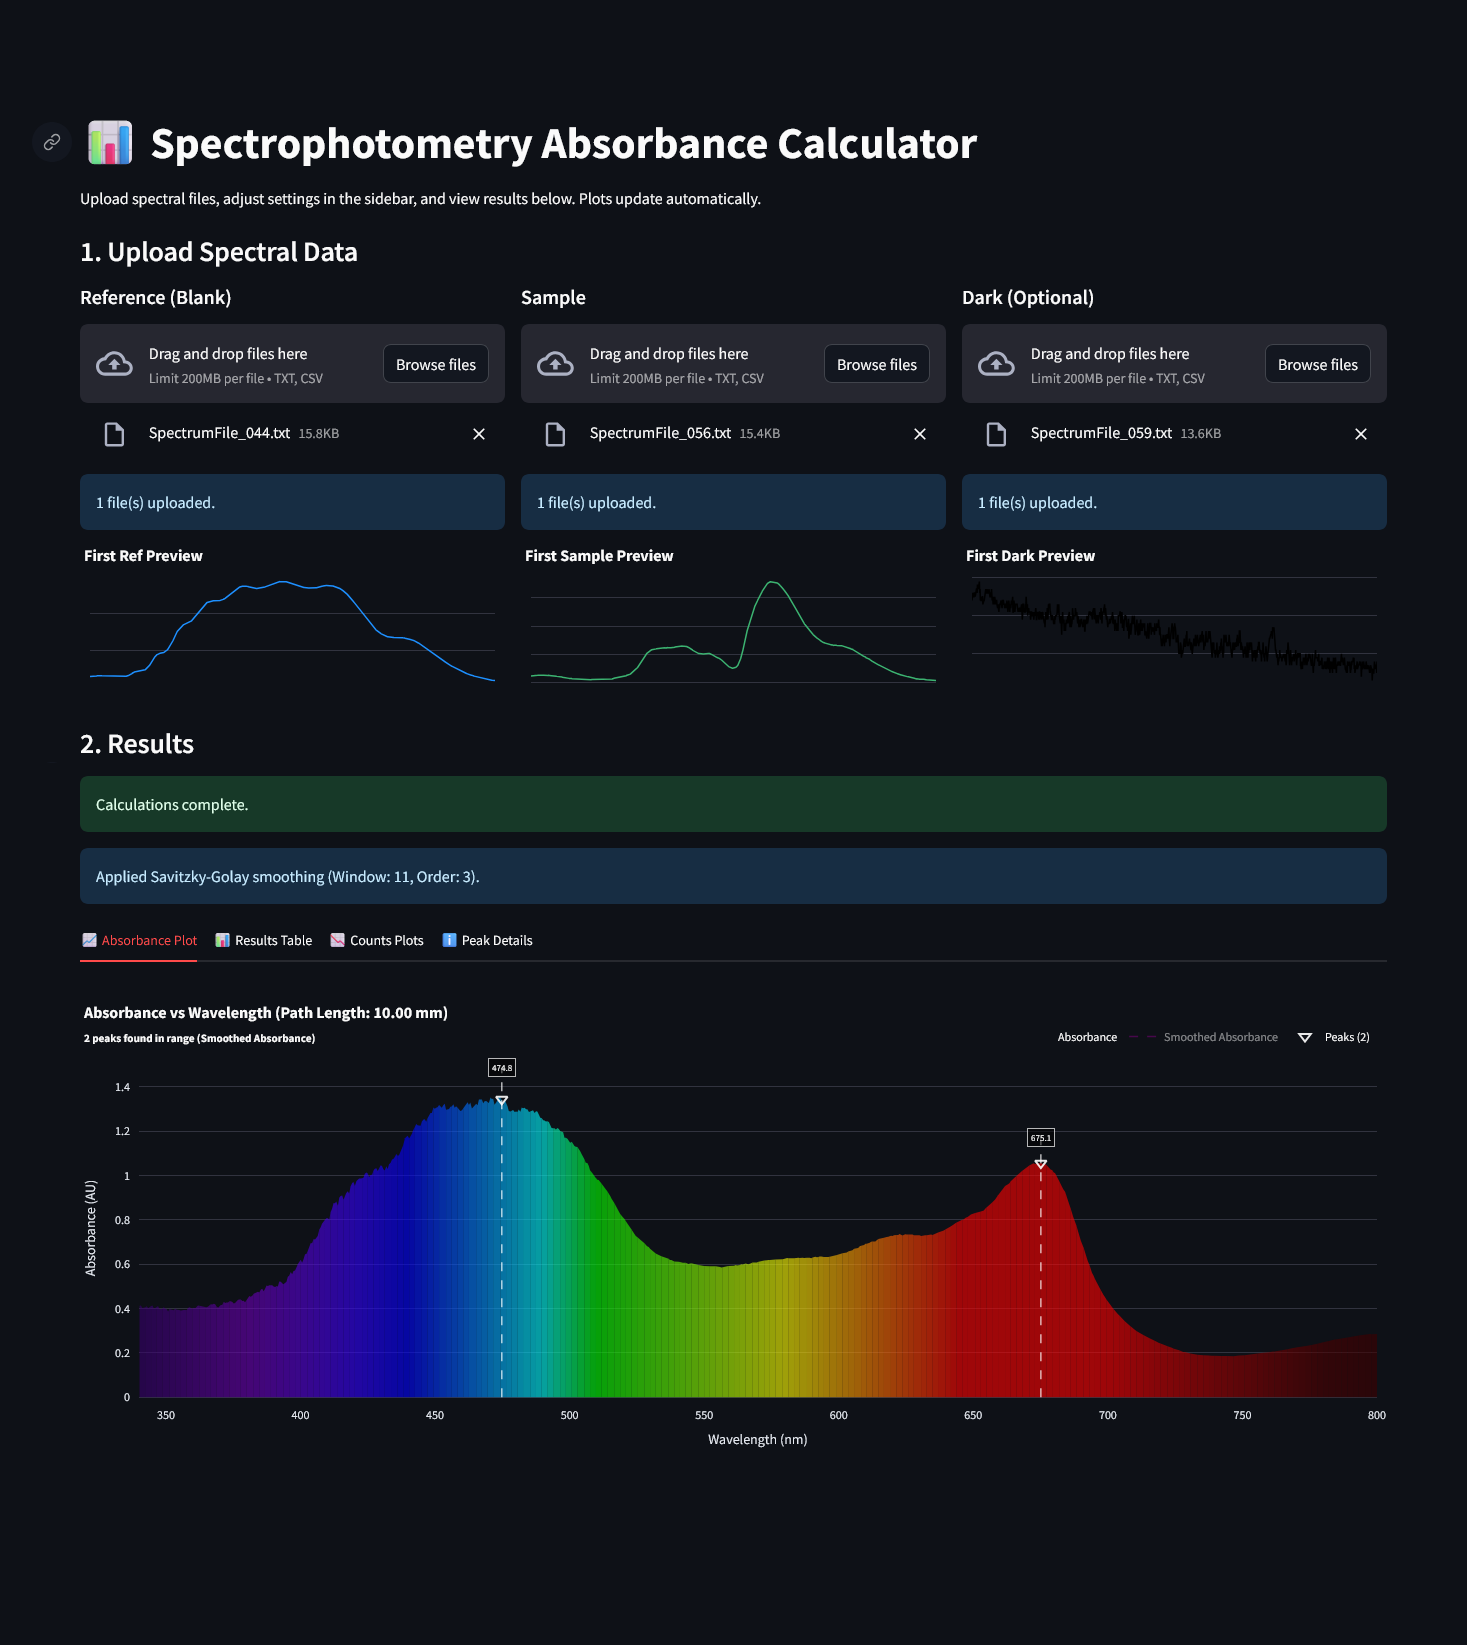 Spectrophotometry Absorbance Calculator
Upload spectral files, adjust settings in the sidebar, and view results below. Plots update automatically.
1. Upload Spectral Data
Reference (Blank)
Drag and drop files here
Limit 200MB per file • TXT, CSV
Browse files
SpectrumFile_044.txt 15.8KB
1 file(s) uploaded.
First Ref Preview
Sample
Drag and drop files here
Limit 200MB per file • TXT, CSV
Browse files
SpectrumFile_056.txt 15.4KB
1 file(s) uploaded.
First Sample Preview
Dark (Optional)
Drag and drop files here
Limit 200MB per file • TXT, CSV
Browse files
SpectrumFile_059.txt 13.6KB
1 file(s) uploaded.
First Dark Preview
2. Results
Calculations complete.
Applied Savitzky-Golay smoothing (Window: 11, Order: 3).
Absorbance Plot Results Table Counts Plots Peak Details
Absorbance vs Wavelength (Path Length: 10.00 mm)
2 peaks found in range (Smoothed Absorbance)
Absorbance Smoothed Absorbance Peaks (2)
474.8
675.1
1.4
1.2
1
0.8
0.6
0.4
0.2
0
Absorbance (AU)
350 400 450 500 550 600 650 700 750 800
Wavelength (nm)